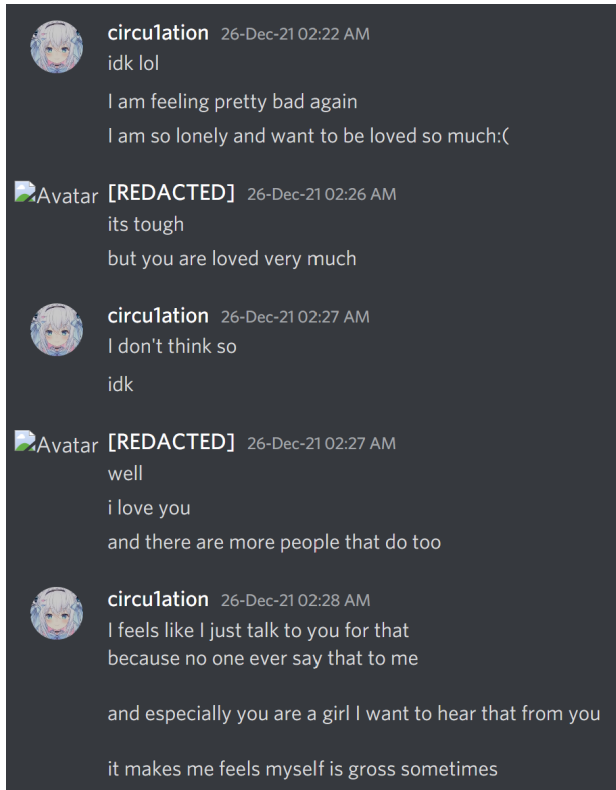 circu1ation 26-Dec-21 02:22 AM
idk lol
I am feeling pretty bad again
I am so lonely and want to be loved so much:(
Avatar [REDACTED] 26-Dec-21 02:26 AM
its tough
but you are loved very much
circu1ation 26-Dec-21 02:27 AM
I don't think so
idk
Avatar [REDACTED] 26-Dec-21 02:27 AM
well
i love you
and there are more people that do too
circu1ation 26-Dec-21 02:28 AM
I feels like I just talk to you for that
because no one ever say that to me
and especially you are a girl I want to hear that from you
it makes me feels myself is gross sometimes